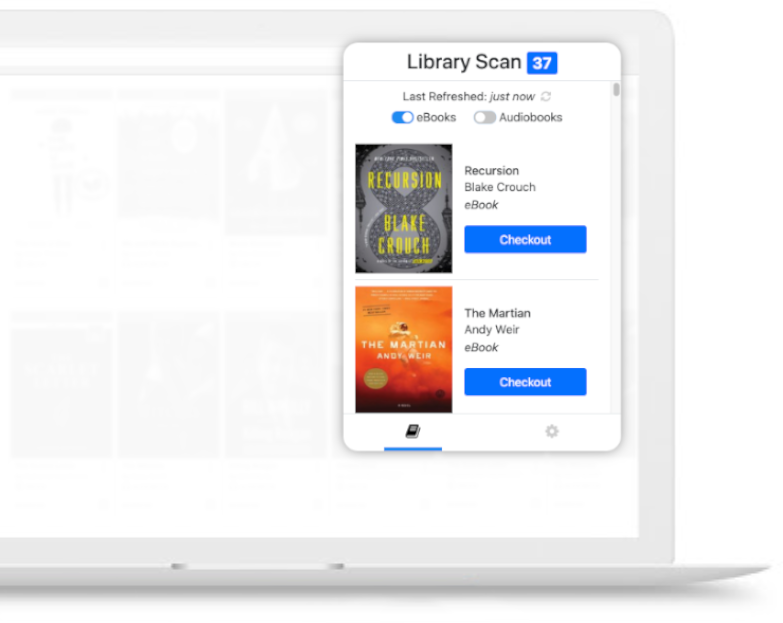 Library Scan 37
Last Refreshed: just now
eBooks Audiobooks
RECURSION
BLAKE
CROUCH
Recursion
Blake Crouch
eBook
Checkout
THE MARTIAN
ANDY WEIR
The Martian
Andy Weir
eBook
Checkout